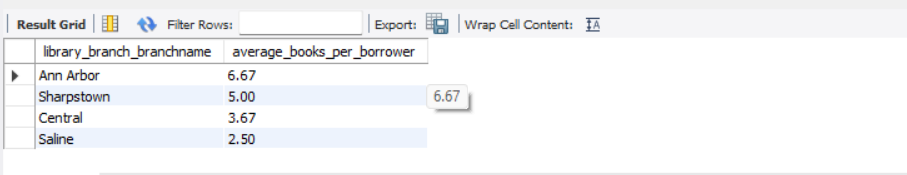 Result Grid Filter Rows: Export: Wrap Cell Content: IA
library_branch_branchname average_books_per_borrower
Ann Arbor 6.67
Sharpstown 5.00 6.67
Central 3.67
Saline 2.50